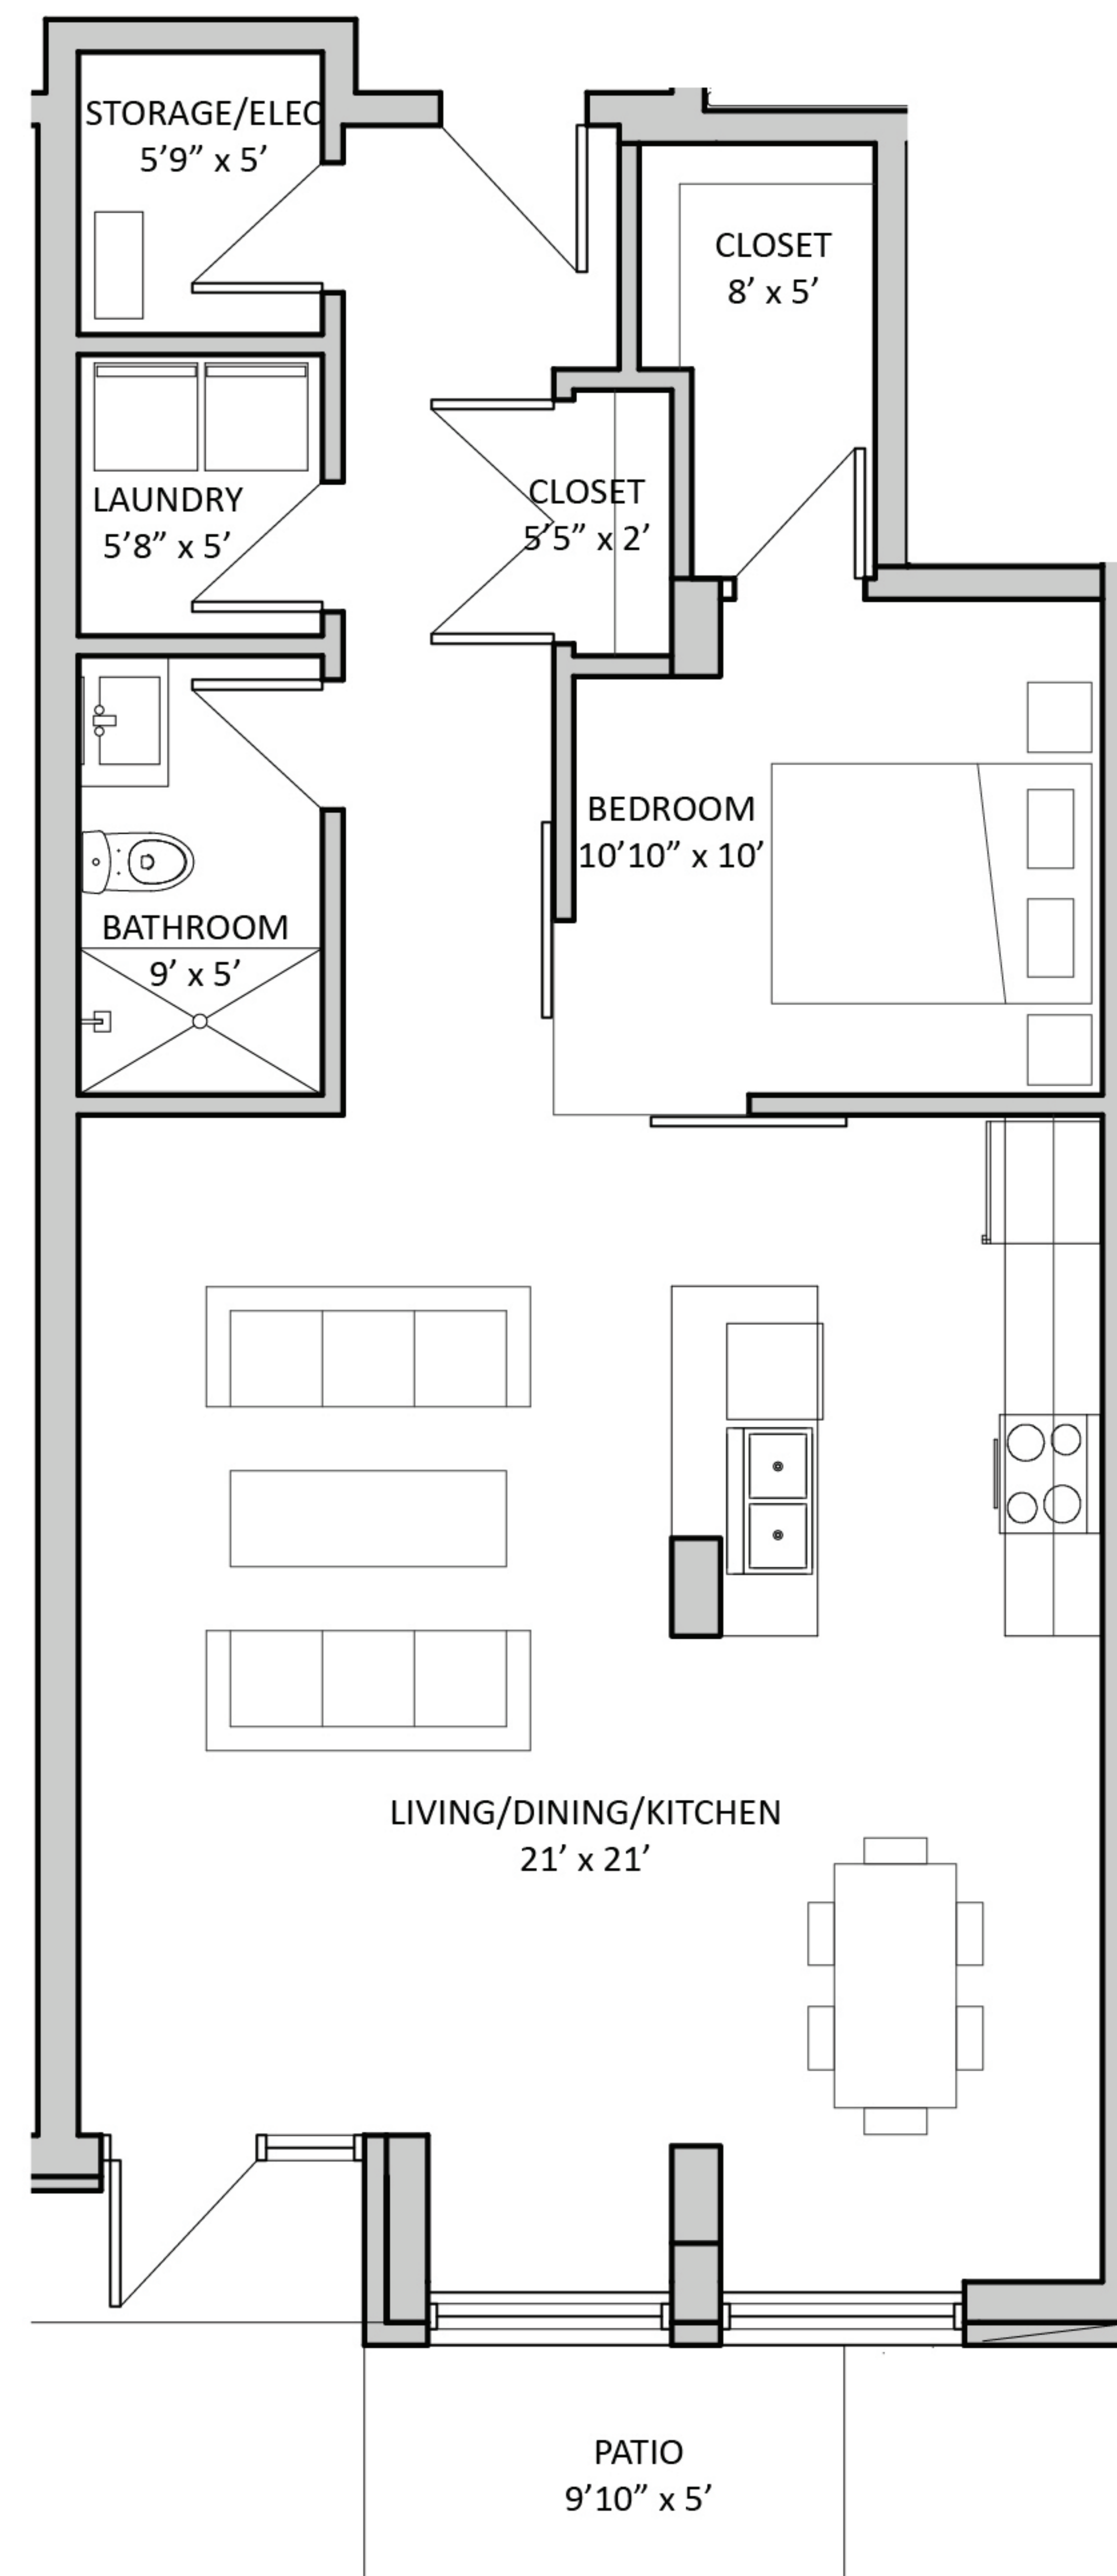 STORAGE/ELEC
5’9” x 5’
CLOSET
8’ x 5’
LAUNDRY
5’8” x 5’
CLOSET
5’5” x 2’
BEDROOM
10’10” x 10’
BATHROOM
9’ x 5’
LIVING/DINING/KITCHEN
21’ x 21’
PATIO
9’10” x 5’